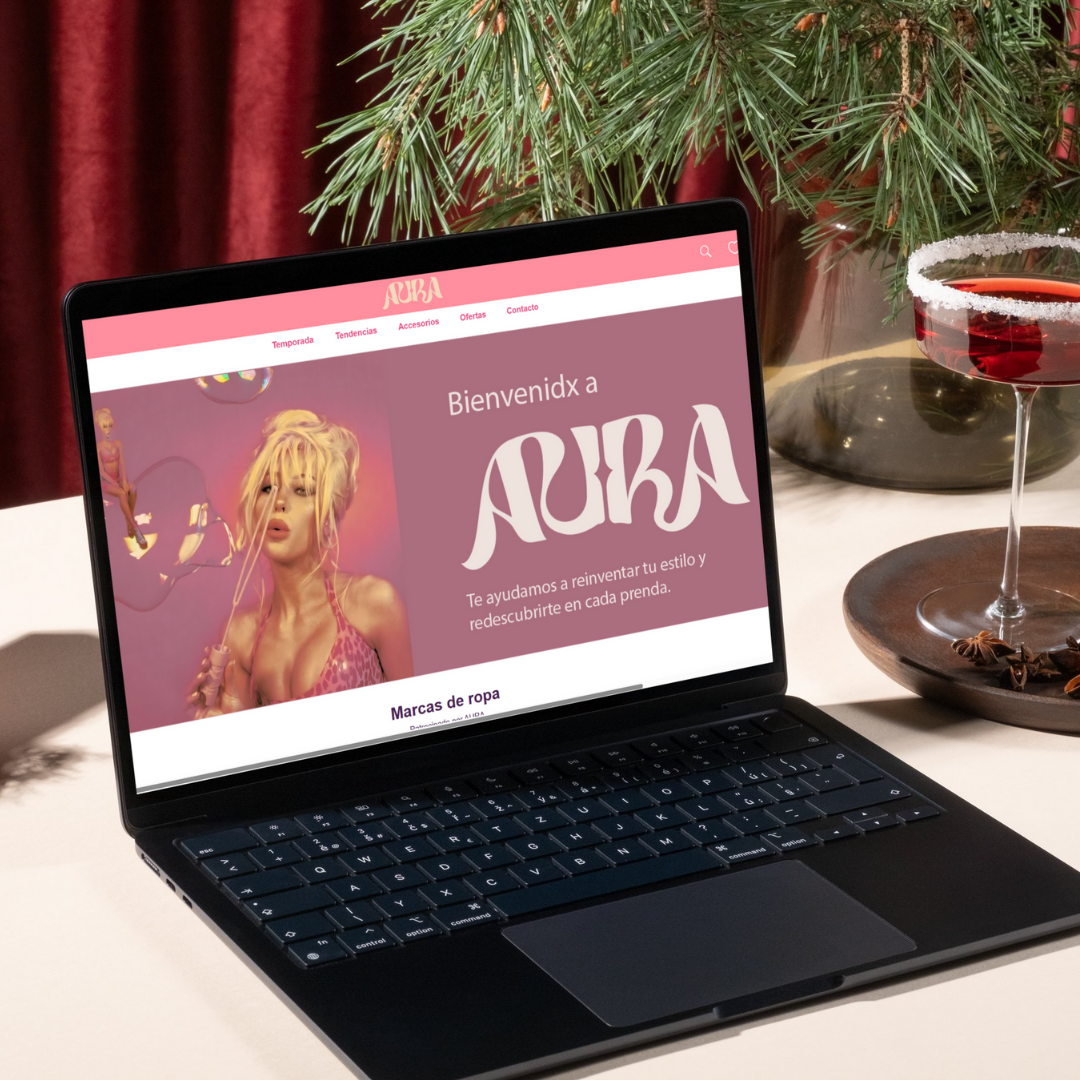 AURA
Temporada Tendencias Accesorios Ofertas Contacto
Bienvenidx a
AURA
Te ayudamos a reinventar tu estilo y
redescubrirte en cada prenda.
Marcas de ropa
Patrocinado por AURA
esc
Q W E R T Z U I O P
A S D F G H J K L
Y X C V B N M
fn control option command command option